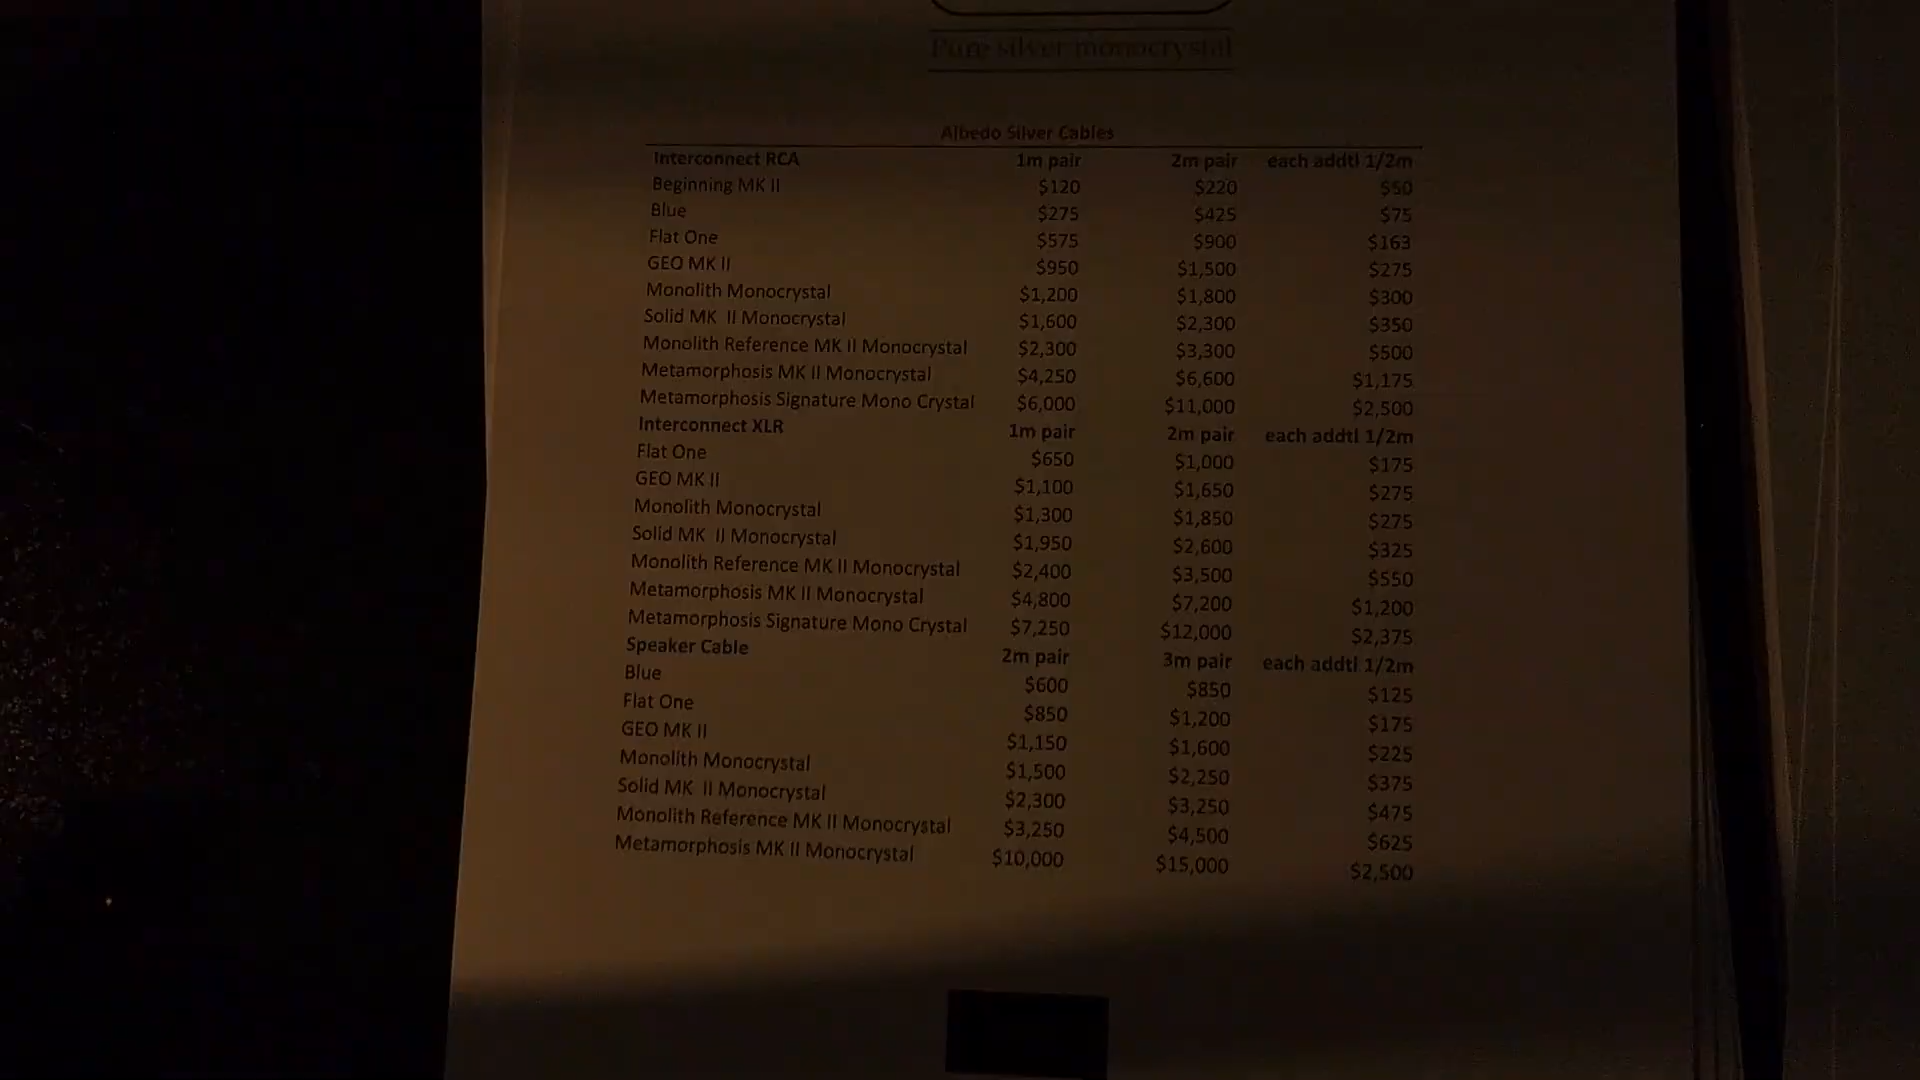 Pure silver monocrystal
Albedo Silver Cables
Interconnect RCA 1m pair 2m pair each addtl 1/2m
Beginning MK II $120 $220 $50
Blue $275 $425 $75
Flat One $575 $900 $163
GEO MK II $950 $1,500 $275
Monolith Monocrystal $1,200 $1,800 $300
Solid MK II Monocrystal $1,600 $2,300 $350
Monolith Reference MK II Monocrystal $2,300 $3,300 $500
Metamorphosis MK II Monocrystal $4,250 $6,600 $1,175
Metamorphosis Signature Mono Crystal $6,000 $11,000 $2,500
Interconnect XLR 1m pair 2m pair each addtl 1/2m
Flat One $650 $1,000 $175
GEO MK II $1,100 $1,650 $275
Monolith Monocrystal $1,300 $1,850 $275
Solid MK II Monocrystal $1,950 $2,600 $325
Monolith Reference MK II Monocrystal $2,400 $3,500 $550
Metamorphosis MK II Monocrystal $4,800 $7,200 $1,200
Metamorphosis Signature Mono Crystal $7,250 $12,000 $2,375
Speaker Cable 2m pair 3m pair each addtl 1/2m
Blue $600 $850 $125
Flat One $850 $1,200 $175
GEO MK II $1,150 $1,600 $225
Monolith Monocrystal $1,500 $2,250 $375
Solid MK II Monocrystal $2,300 $3,250 $475
Monolith Reference MK II Monocrystal $3,250 $4,500 $625
Metamorphosis MK II Monocrystal $10,000 $15,000 $2,500